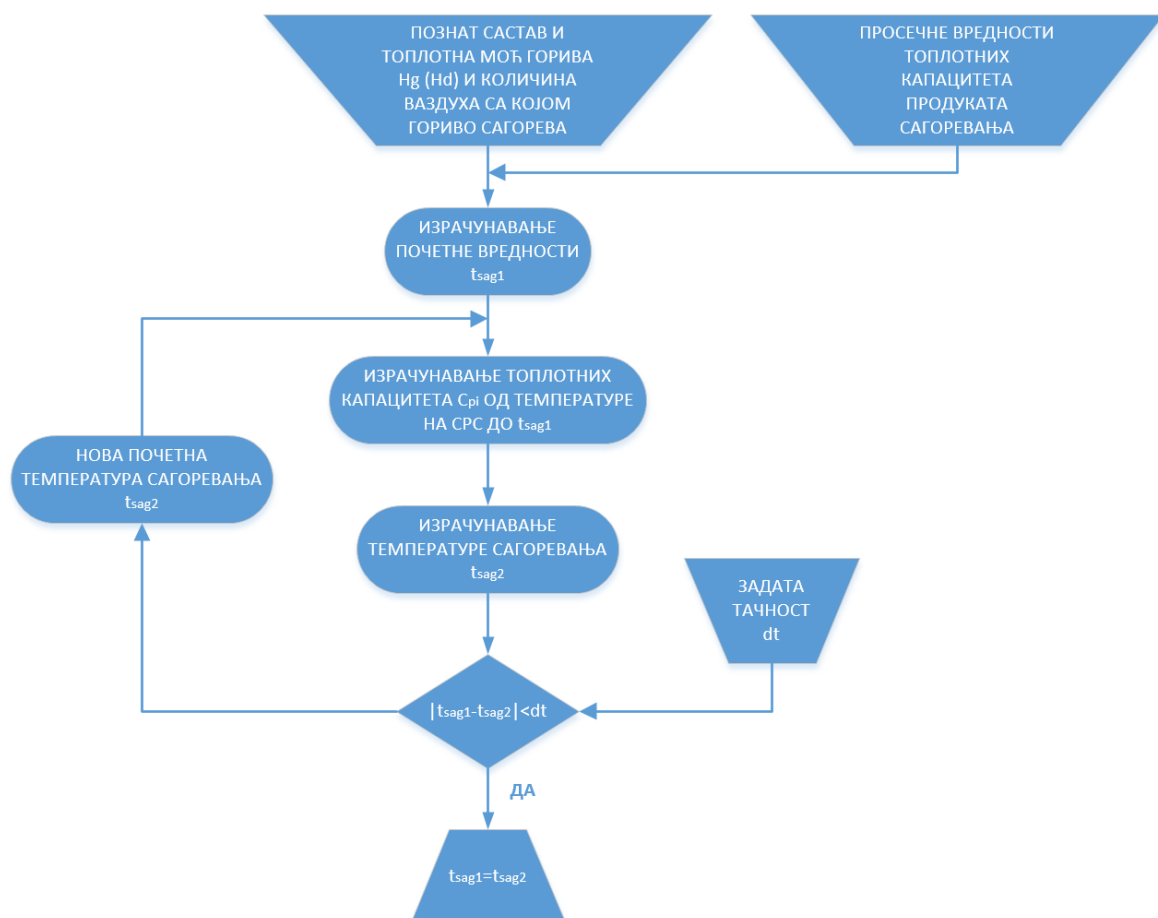 ПОЗНАТ САСТАВ И
ТОПЛОТНА МОЋ ГОРИВА
Hg (Hd) И КОЛИЧИНА
ВАЗДУХА СА КОЈОМ
ГОРИВО САГОРЕВА
ПРОСЕЧНЕ ВРЕДНОСТИ
ТОПЛОТНИХ
КАПАЦИТЕТА
ПРОДУКАТА
САГОРЕВАЊА
ИЗРАЧУНАВАЊЕ
ПОЧЕТНЕ ВРЕДНОСТИ
tsag1
ИЗРАЧУНАВАЊЕ ТОПЛОТНИХ
КАПАЦИТЕТА Cpi ОД ТЕМПЕРАТУРЕ
НА СРС ДО tsag1
НОВА ПОЧЕТНА
ТЕМПЕРАТУРА САГОРЕВАЊА
tsag2
ИЗРАЧУНАВАЊЕ
ТЕМПЕРАТУРЕ САГОРЕВАЊА
tsag2
ЗАДАТА
ТАЧНОСТ
dt
|tsag1-tsag2|<dt
ДА
tsag1=tsag2